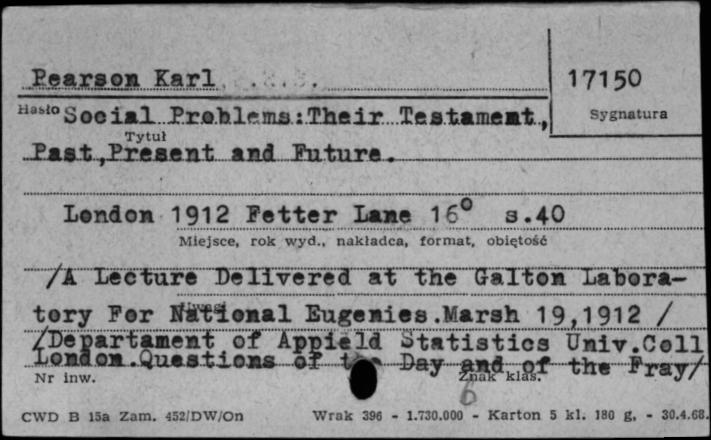 Pearson Karl
17150
Hasło
Sygnatura
Social Problems:Their Testament,
Tytuł
Past,Present and Future.
London 1912 Fetter Lane 16° s.40
Miejsce, rok wyd., nakładca, format, objętość
/A Lecture Delivered at the Galton Labora-
tory For National Eugenies.Marsh 19,1912 /
/Departament of Appield Statistics Univ.Coll
London.Questions of Day and of the Fray/
Nr inw.
Znak klas.
6
CWD B 15a Zam. 452/DW/On Wrak 396 - 1.730.000 - Karton 5 kl. 180 g, - 30.4.68.